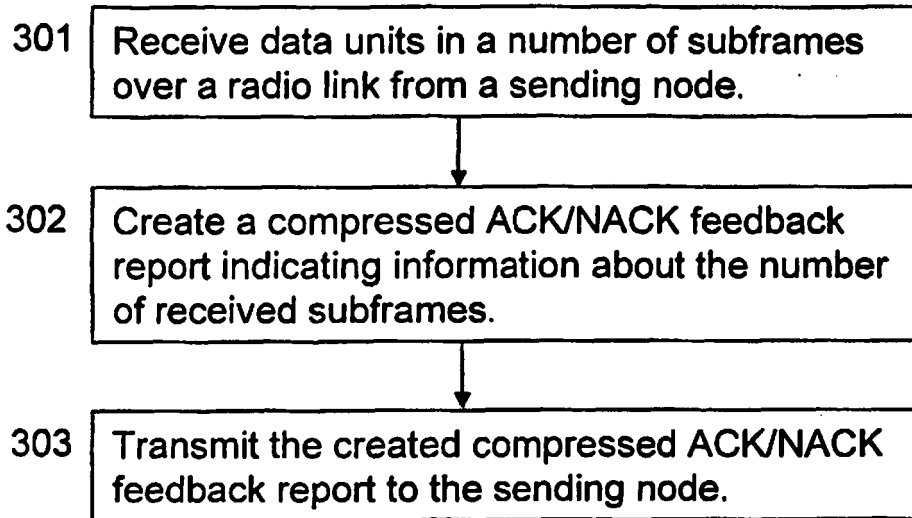 301 Receive data units in a number of subframes
over a radio link from a sending node.
302 Create a compressed ACK/NACK feedback
report indicating information about the number
of received subframes.
303 Transmit the created compressed ACK/NACK
feedback report to the sending node.